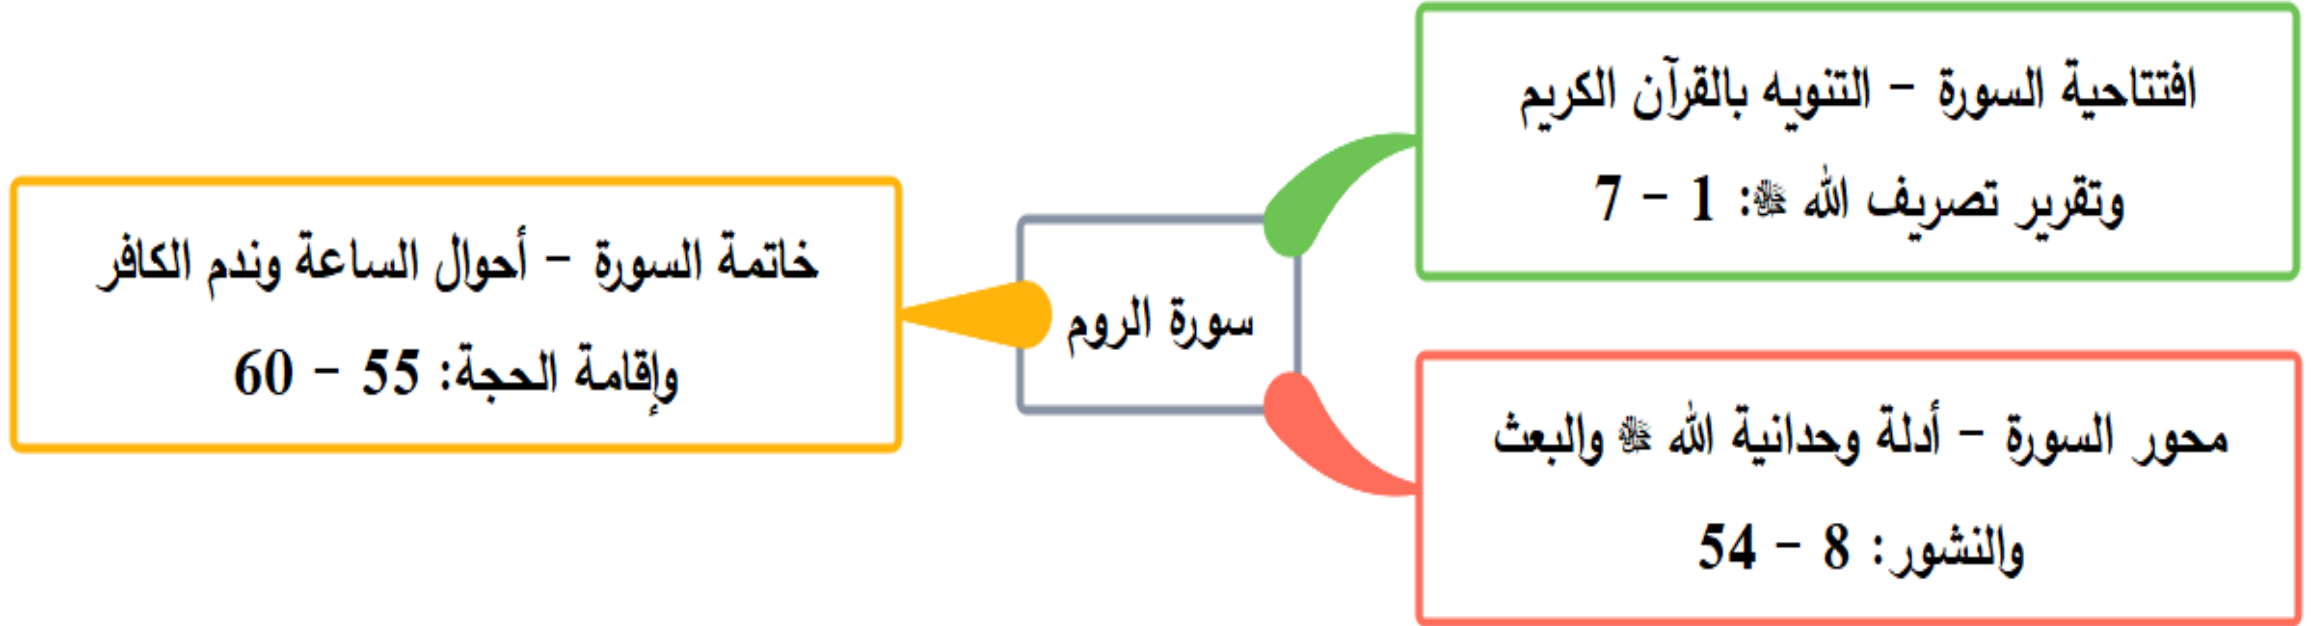 سورة الروم
افتتاحية السورة – التنويه بالقرآن الكريم
وتقرير تصريف الله ﷻ: 1 – 7
محور السورة – أدلة وحدانية الله ﷻ والبعث
والنشور: 8 – 54
خاتمة السورة – أحوال الساعة وندم الكافر
وإقامة الحجة: 55 – 60